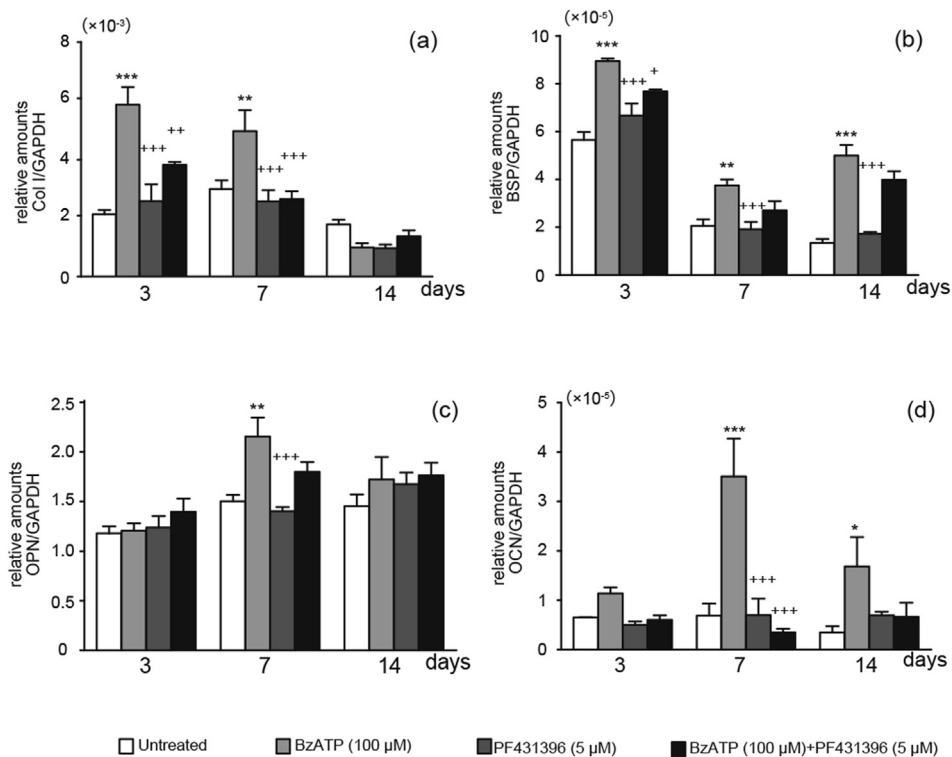 (×10⁻³)
(a)
8
6
4
2
0
relative amounts
Col I/GAPDH
***
+++
++
**
+++
+++
3 7 14 days
(×10⁻⁵)
(b)
10
8
6
4
2
0
relative amounts
BSP/GAPDH
***
+++
+
**
+++
***
+++
3 7 14 days
(c)
2.5
2.0
1.5
1.0
0.5
0
relative amounts
OPN/GAPDH
**
+++
3 7 14 days
(×10⁻⁵)
(d)
5
4
3
2
1
0
relative amounts
OCN/GAPDH
***
+++
+++
*
3 7 14 days
Untreated BzATP (100 µM) PF431396 (5 µM) BzATP (100 µM)+PF431396 (5 µM)